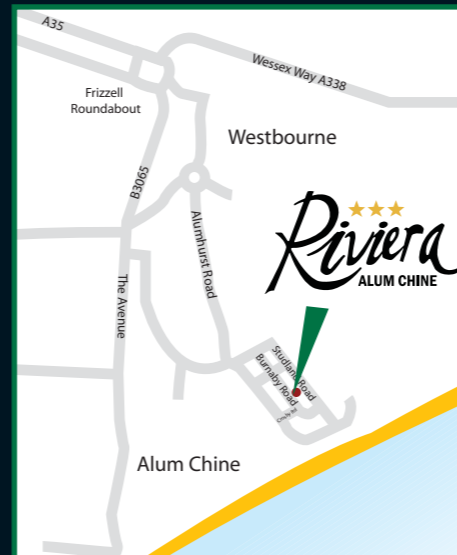 A35
Wessex Way A338
Frizzell
Roundabout
Westbourne
B3065
Alumhurst Road
Riviera
ALUM CHINE
The Avenue
Studland Road
Burnaby Road
Alum Chine